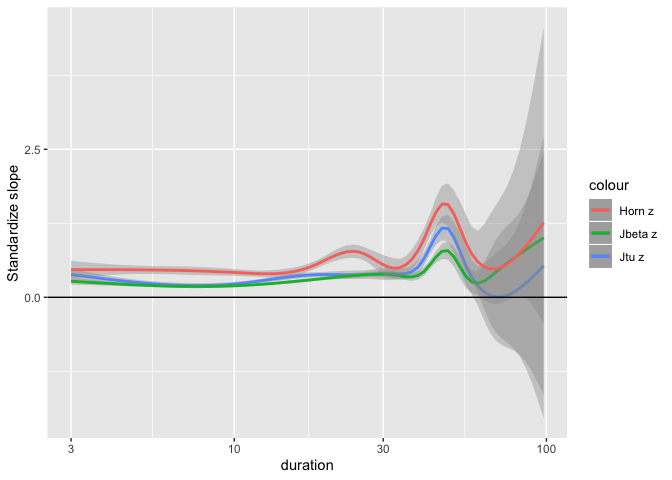 2.5
0.0
Standardize slope
3
10
30
100
duration
colour
Horn z
Jbeta z
Jtu z